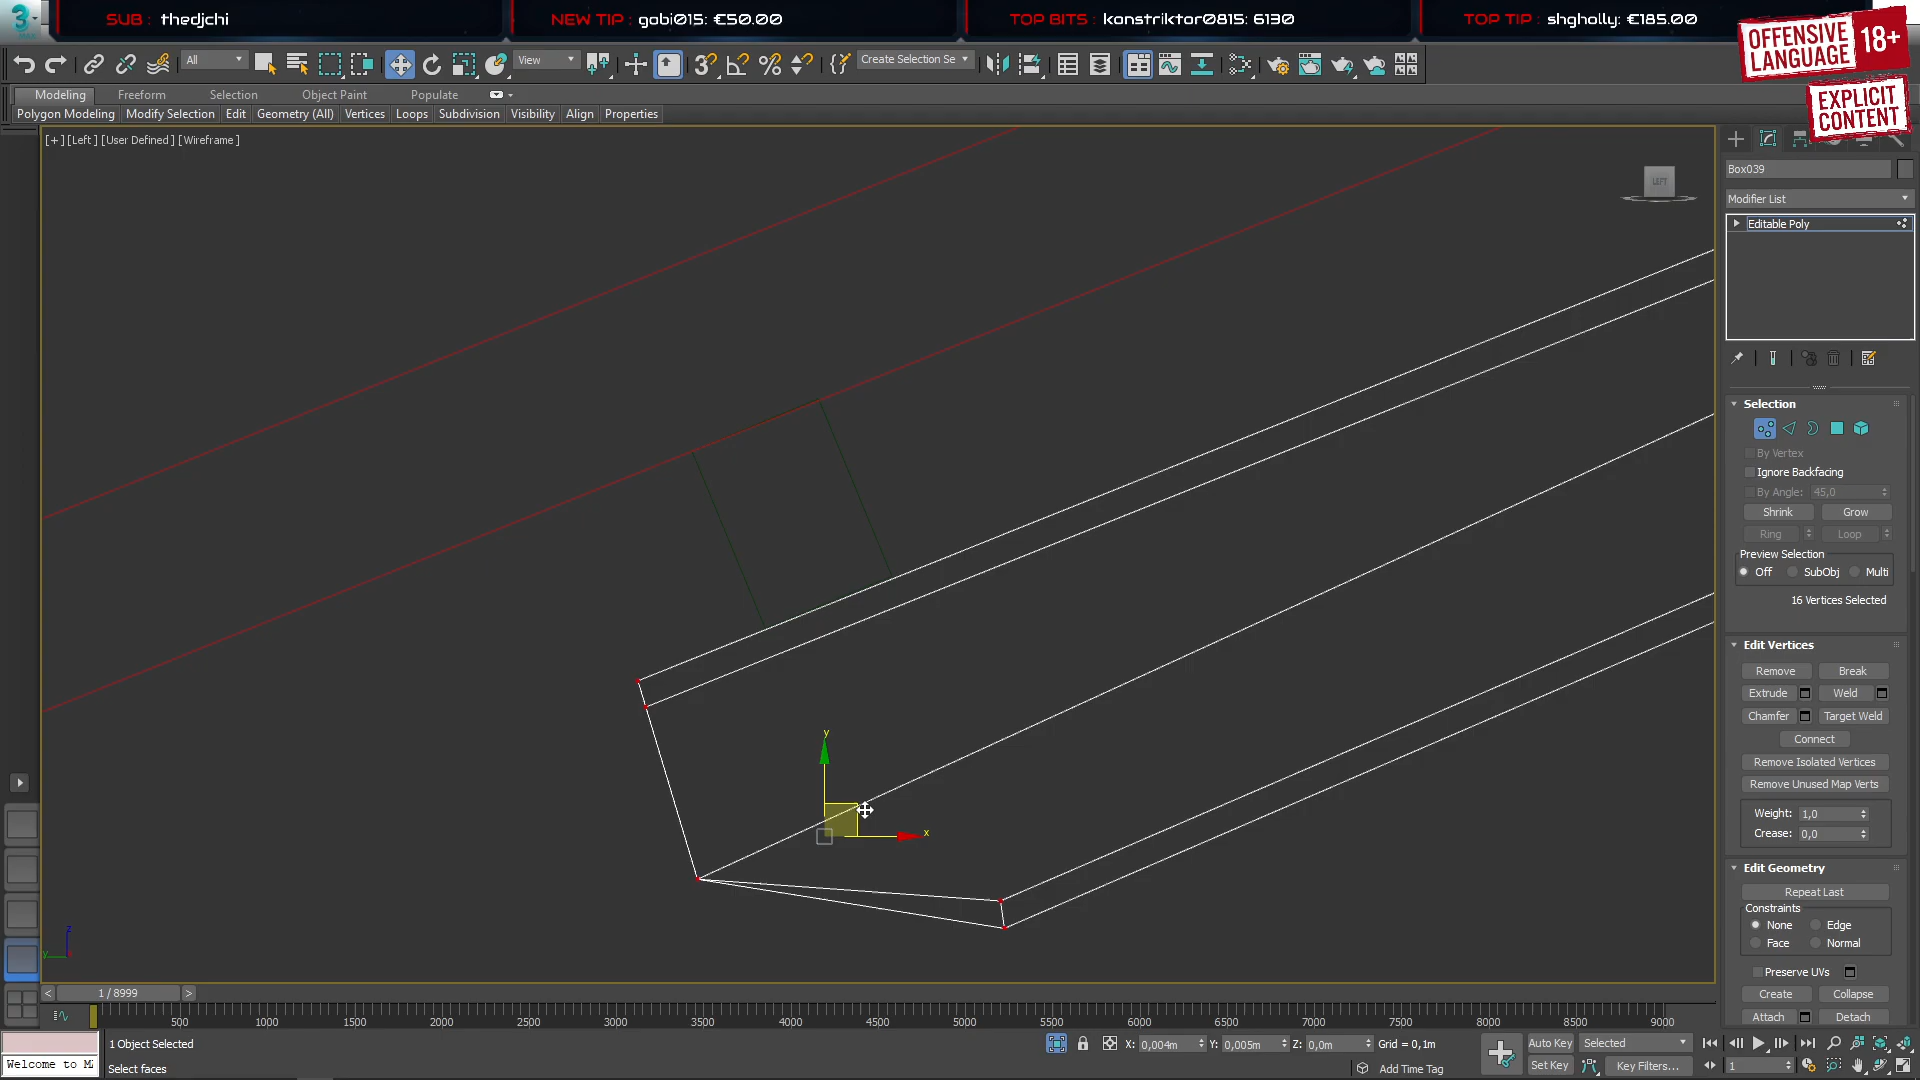 SUB : thedjchi
NEW TIP : gabi015: €50.00
TOP BITS : konstriktor0815: 6130
TOP TIP : shgholly: €185.00
OFFENSIVE LANGUAGE 18+
EXPLICIT CONTENT
3
MAX
All
View
Create Selection Se
Modeling
Freeform
Selection
Object Paint
Populate
Polygon Modeling
Modify Selection
Edit
Geometry (All)
Vertices
Loops
Subdivision
Visibility
Align
Properties
[+] [Left ] [User Defined ] [Wireframe ]
LEFT
Box039
Modifier List
Editable Poly
Selection
By Vertex
Ignore Backfacing
By Angle: 45,0
Shrink
Grow
Ring
Loop
Preview Selection
Off
SubObj
Multi
16 Vertices Selected
Edit Vertices
Remove
Break
Extrude
Weld
Chamfer
Target Weld
Connect
Remove Isolated Vertices
Remove Unused Map Verts
Weight: 1,0
Crease: 0,0
Edit Geometry
Repeat Last
Constraints
None
Edge
Face
Normal
Preserve UVs
Create
Collapse
Attach
Detach
y
x
z
y
< 1 / 8999 >
500 1000 1500 2000 2500 3000 3500 4000 4500 5000 5500 6000 6500 7000 7500 8000 8500 9000
1 Object Selected
X: 0,004m
Y: 0,005m
Z: 0,0m
Grid = 0,1m
Auto Key
Selected
Welcome to M
Select faces
Add Time Tag
Set Key
Key Filters...
1